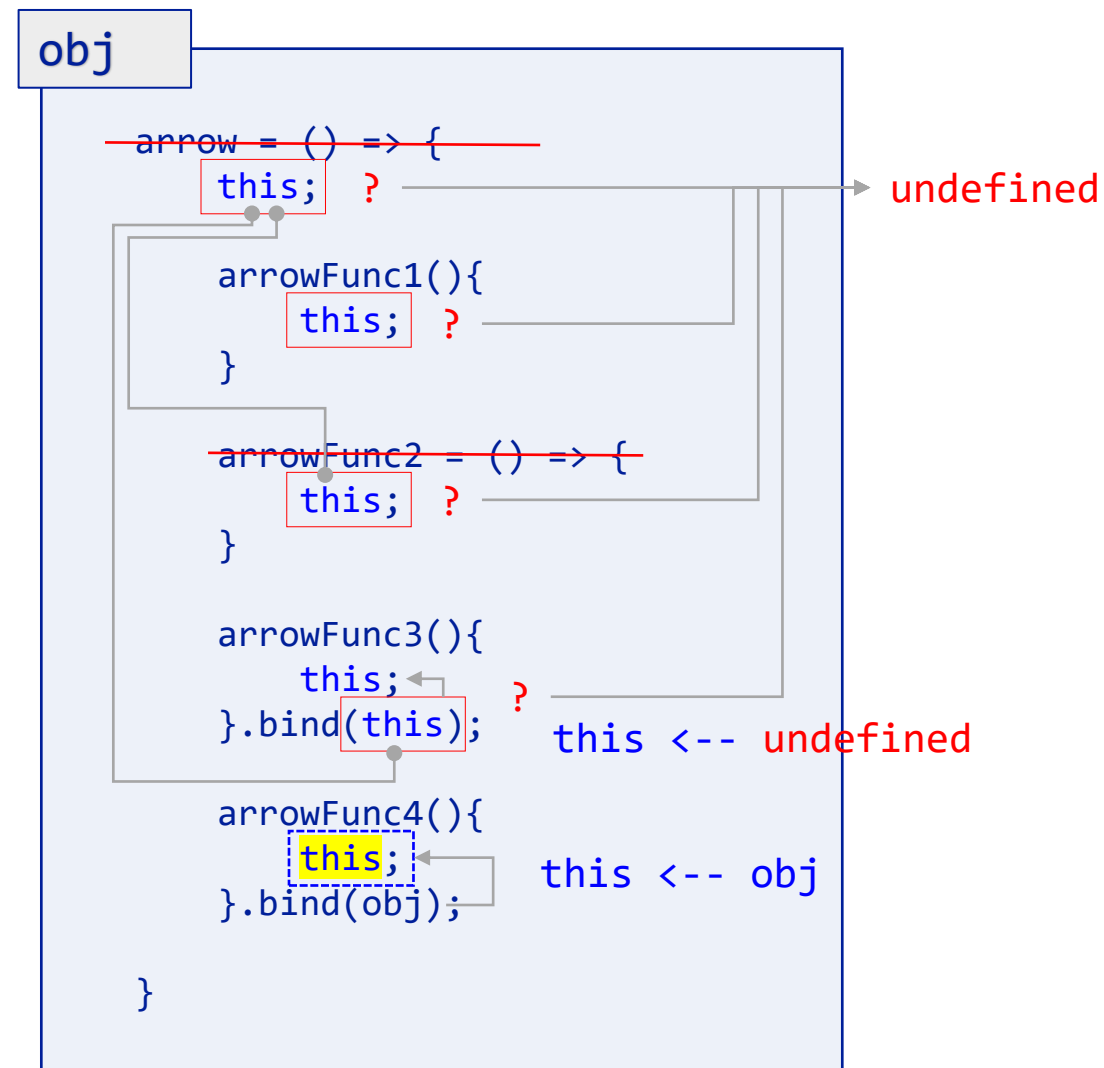 obj
arrow = () => {
this; ? undefined
arrowFunc1(){
this; ?
}
arrowFunc2 = () => {
this; ?
}
arrowFunc3(){
this; ?
}.bind(this); this <-- undefined
arrowFunc4(){
this; this <-- obj
}.bind(obj);
}